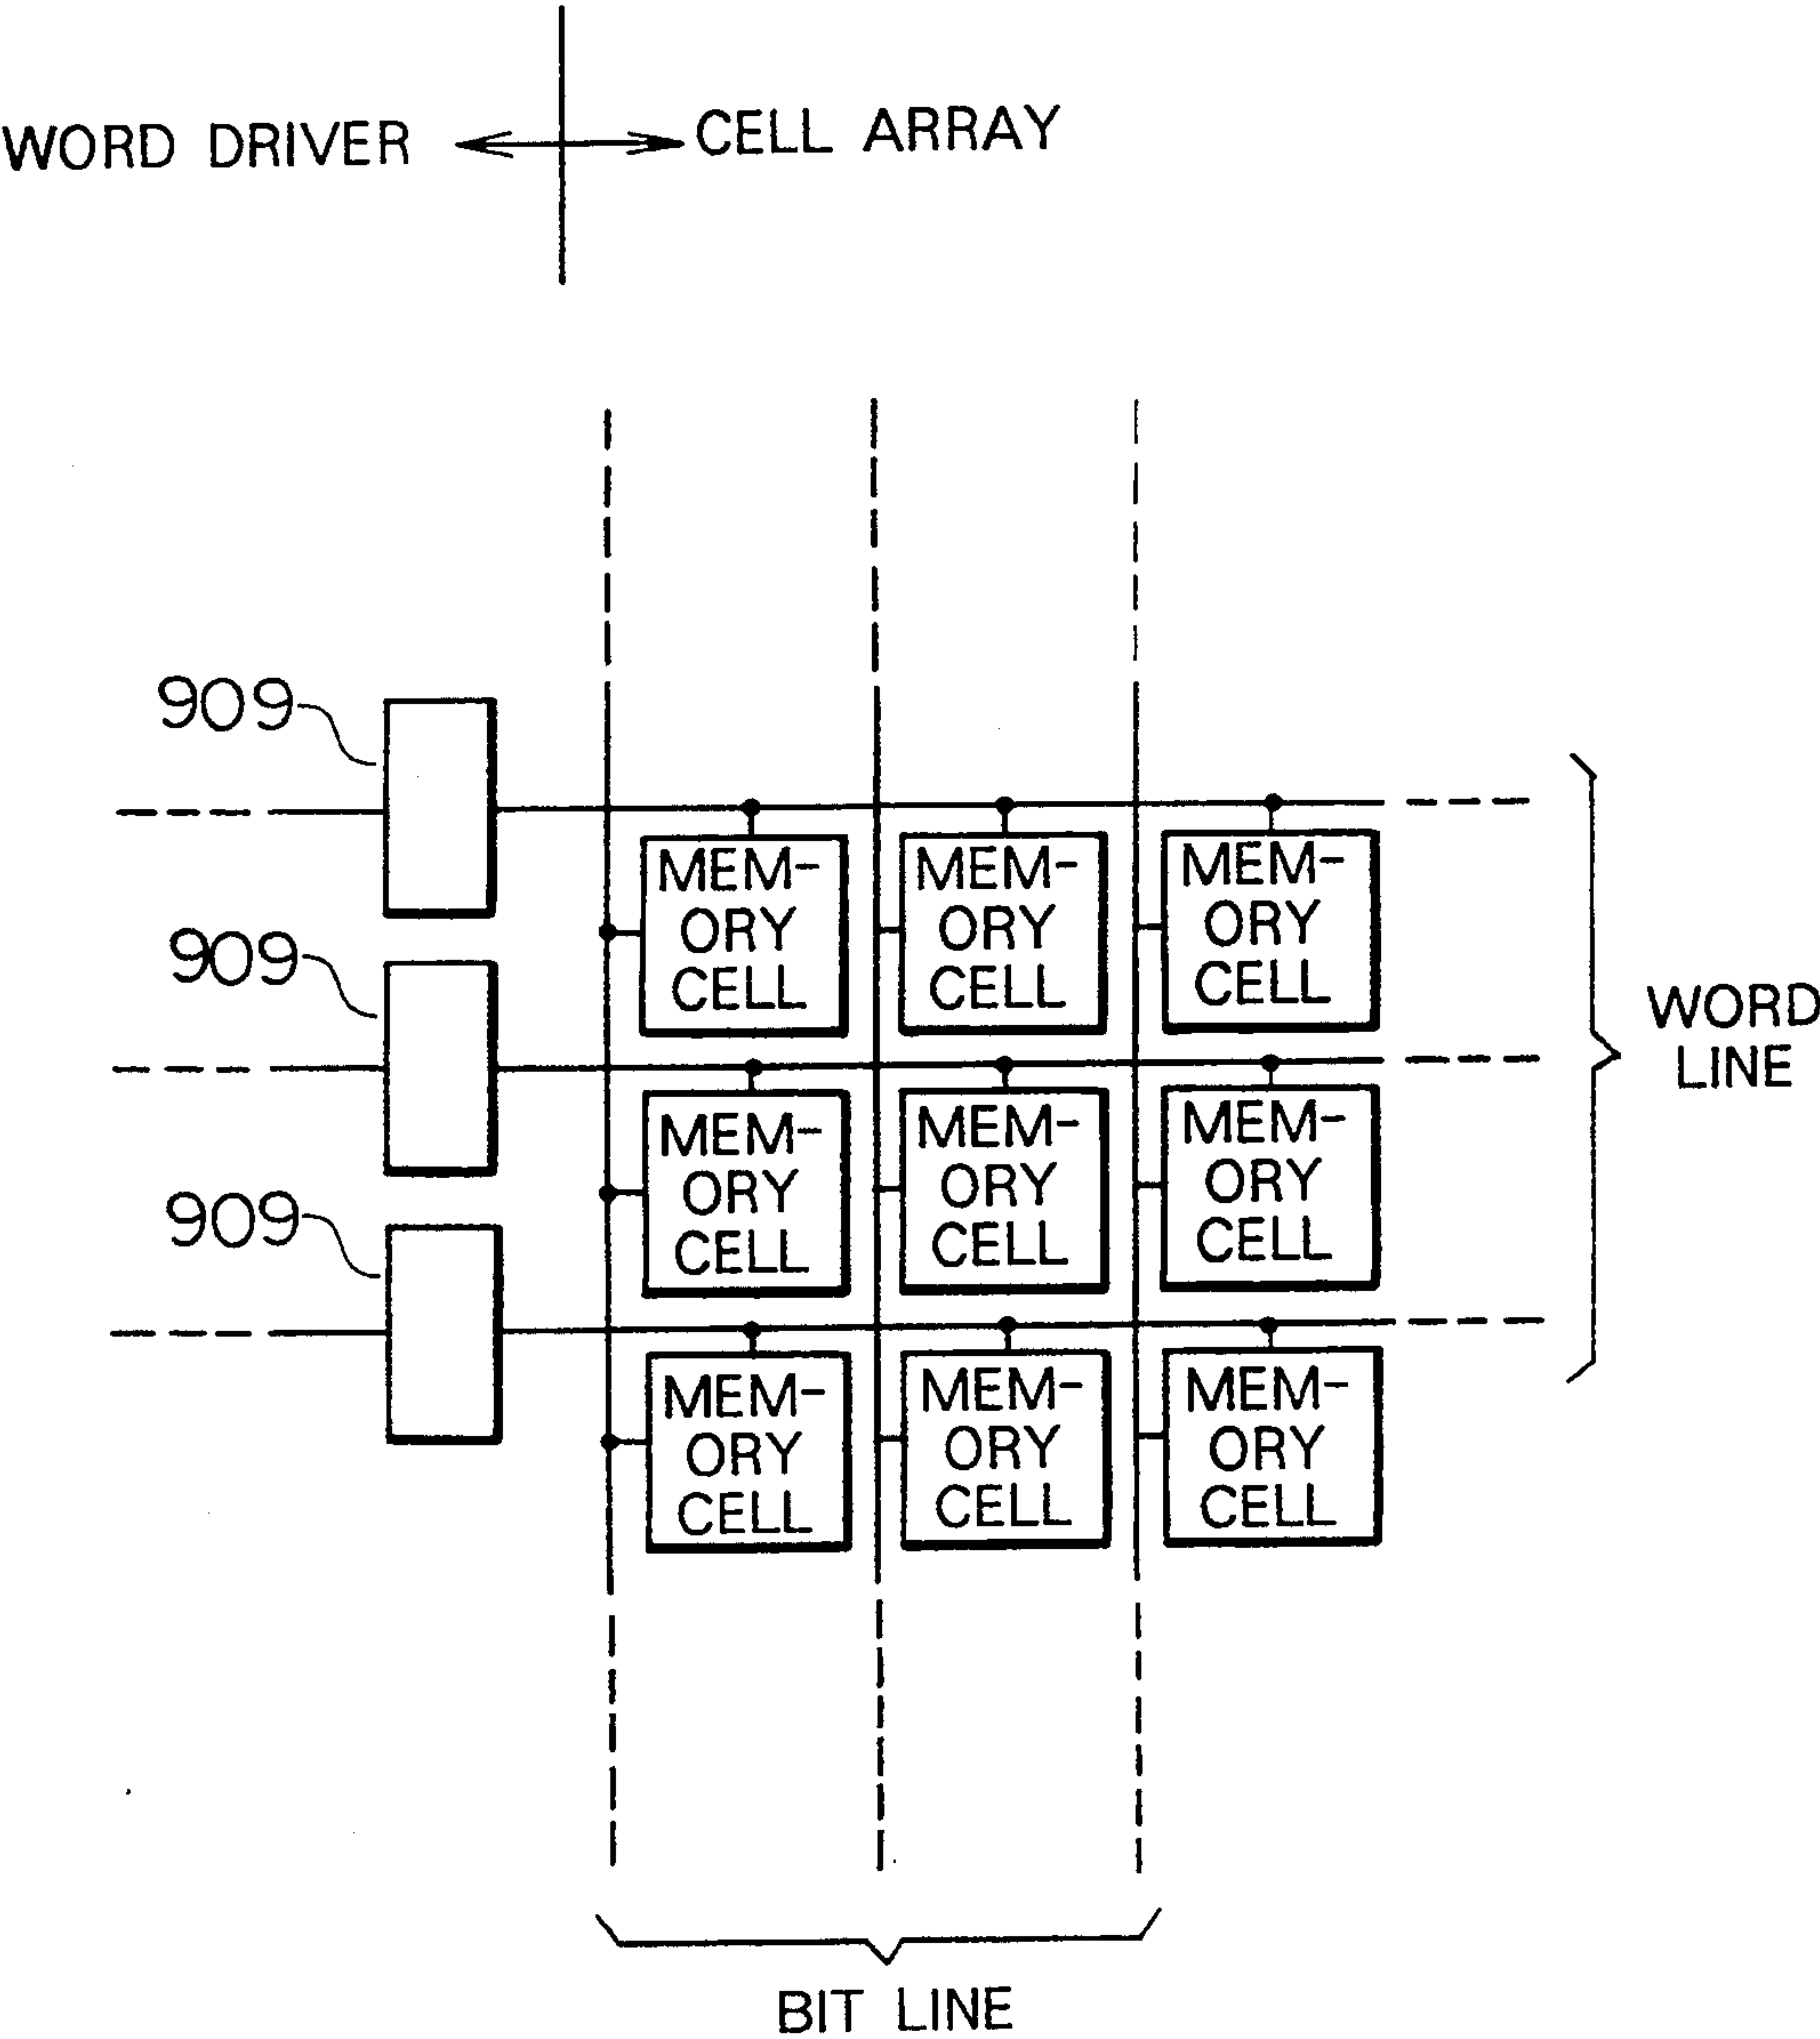 WORD DRIVER
CELL ARRAY
909
MEM-
ORY
CELL
MEM-
ORY
CELL
MEM-
ORY
CELL
909
MEM-
ORY
CELL
MEM-
ORY
CELL
MEM-
ORY
CELL
909
MEM-
ORY
CELL
MEM-
ORY
CELL
MEM-
ORY
CELL
WORD
LINE
BIT LINE